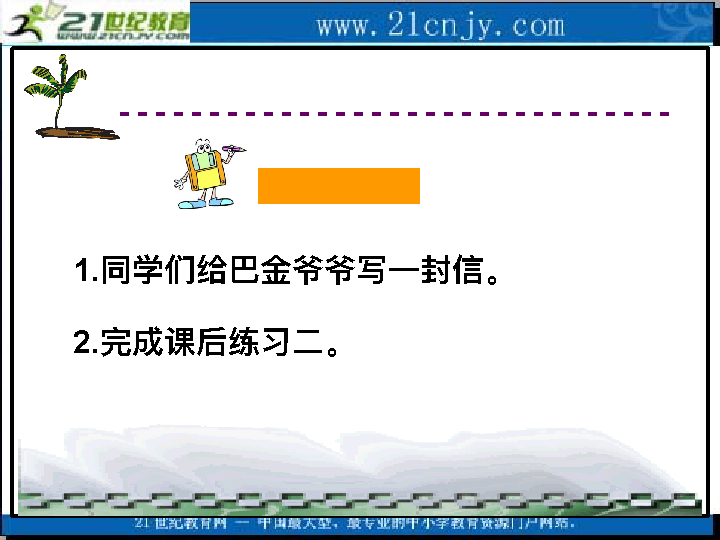 21世纪教育
WWW.21CNJY.COM
www.21cnjy.com
1.同学们给巴金爷爷写一封信。
2.完成课后练习二。
21世纪教育网 -- 中国最大型、最专业的中小学教育资源门户网站.